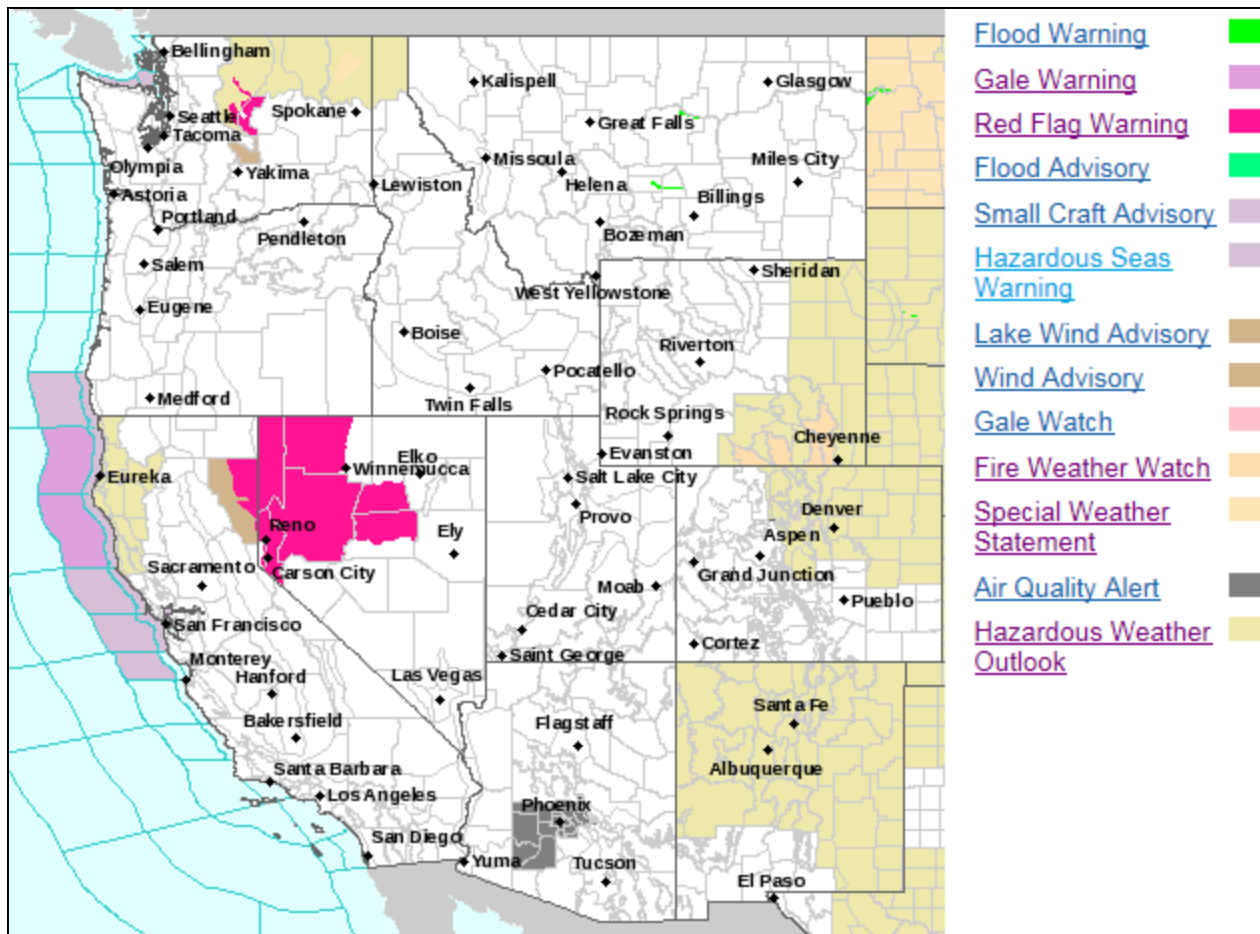 Bellingham
Kalispell
Glasgow
Seattle
Spokane
Great Falls
Tacoma
Olympia
Missoula
Miles City
Yakima
Helena
Lewiston
Astoria
Billings
Portland
Pendleton
Bozeman
Salem
Sheridan
West Yellowstone
Eugene
Boise
Riverton
Pocatello
Medford
Twin Falls
Rock Springs
Cheyenne
Elko
Evanston
Winnemucca
Eureka
Salt Lake City
Provo
Denver
Reno
Ely
Aspen
Sacramento
Carson City
Grand Junction
Moab
Pueblo
Cedar City
San Francisco
Cortez
Saint George
Monterey
Hanford
Las Vegas
Santa Fe
Bakersfield
Flagstaff
Albuquerque
Santa Barbara
Los Angeles
Phoenix
San Diego
Yuma
Tucson
El Paso
Flood Warning
Gale Warning
Red Flag Warning
Flood Advisory
Small Craft Advisory
Hazardous Seas
Warning
Lake Wind Advisory
Wind Advisory
Gale Watch
Fire Weather Watch
Special Weather
Statement
Air Quality Alert
Hazardous Weather
Outlook